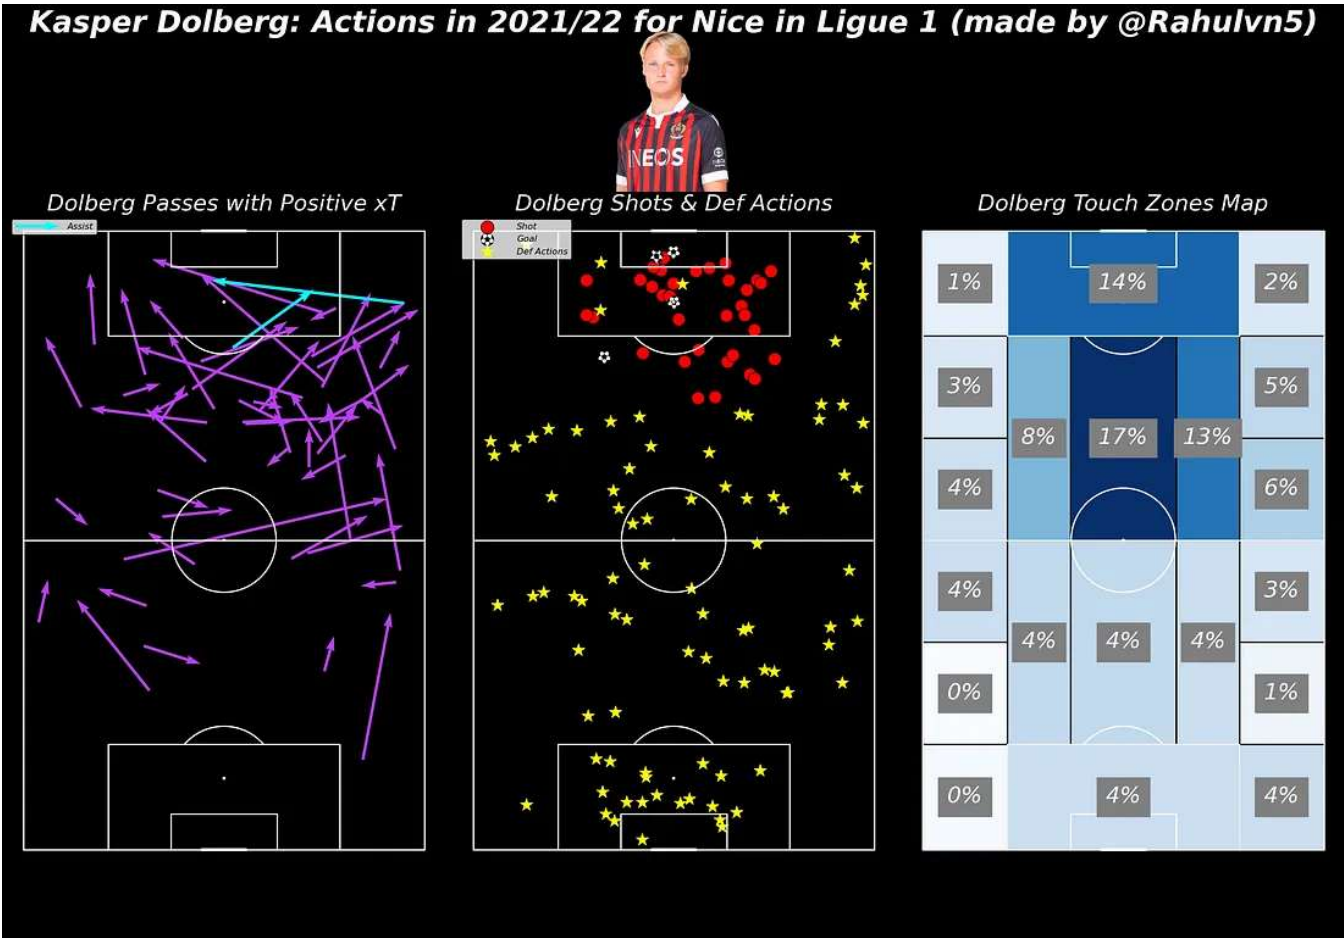 Kasper Dolberg: Actions in 2021/22 for Nice in Ligue 1 (made by @Rahulvn5)
INEOS
Dolberg Passes with Positive xT
Assist
Dolberg Shots & Def Actions
Shot
Goal
Def Actions
Dolberg Touch Zones Map
1%
14%
2%
3%
5%
8%
17%
13%
4%
6%
4%
3%
4%
4%
4%
0%
1%
0%
4%
4%